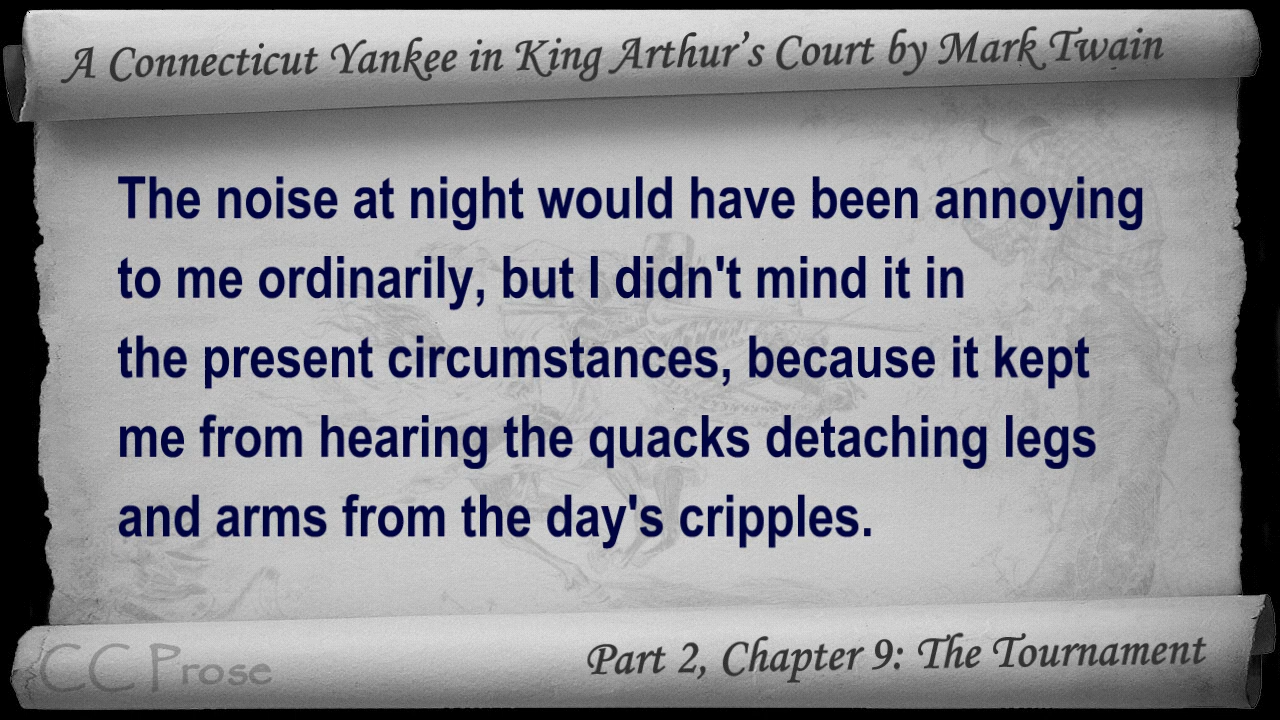 A Connecticut Yankee in King Arthur's Court by Mark Twain
The noise at night would have been annoying
to me ordinarily, but I didn't mind it in
the present circumstances, because it kept
me from hearing the quacks detaching legs
and arms from the day's cripples.
CC Prose
Part 2, Chapter 9: The Tournament